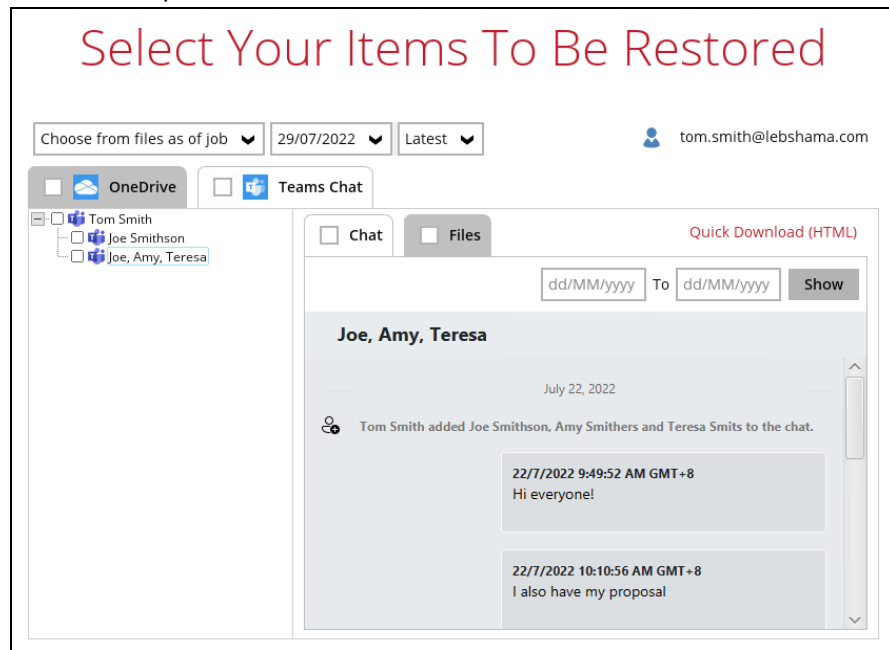 Select Your Items To Be Restored
Choose from files as of job 29/07/2022 Latest tom.smith@lebshama.com
OneDrive Teams Chat
Tom Smith
Joe Smithson
Joe, Amy, Teresa
Chat Files Quick Download (HTML)
dd/MM/yyyy To dd/MM/yyyy Show
Joe, Amy, Teresa
July 22, 2022
Tom Smith added Joe Smithson, Amy Smithers and Teresa Smits to the chat.
22/7/2022 9:49:52 AM GMT+8
Hi everyone!
22/7/2022 10:10:56 AM GMT+8
I also have my proposal